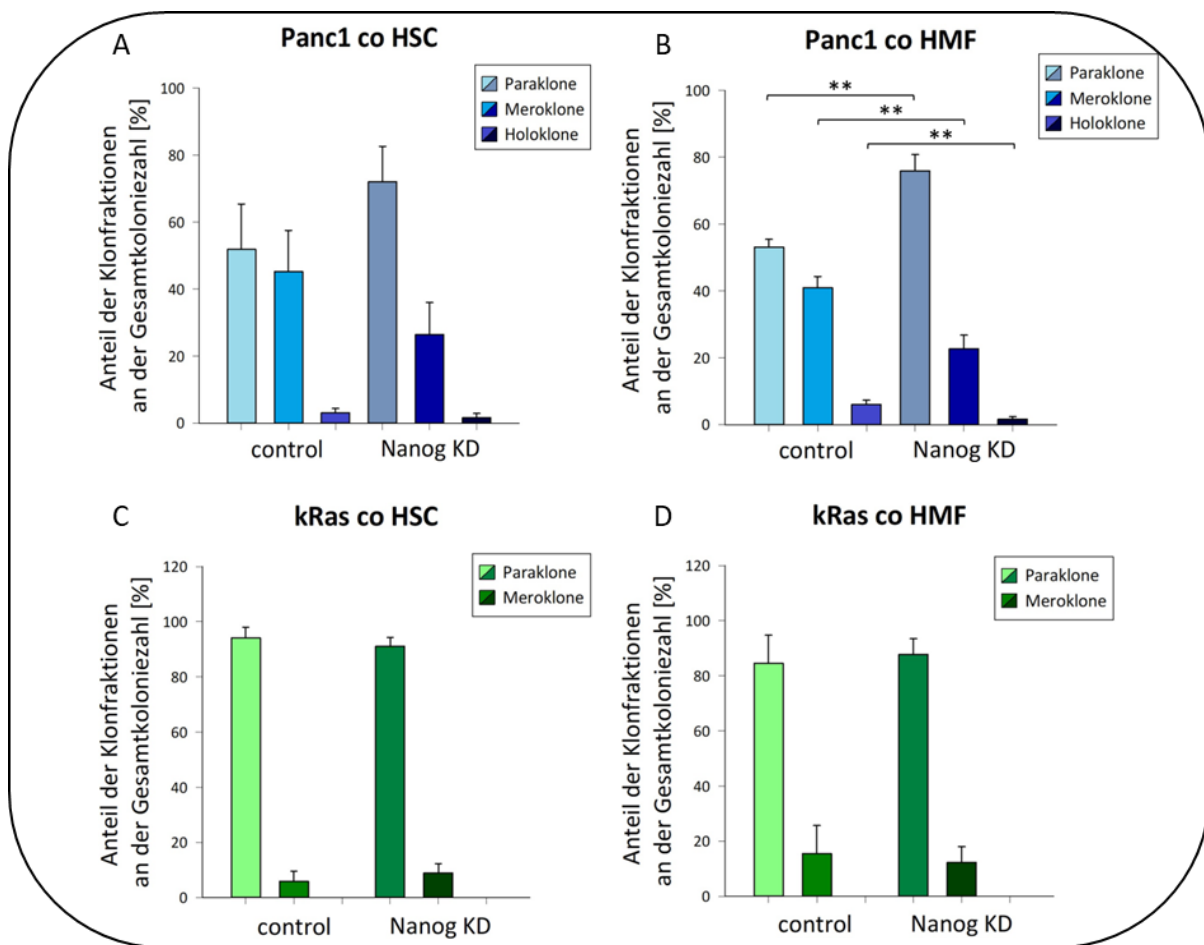 A
Panc1 co HSC
Paraklone
Meroklone
Holoklone
Anteil der Klonfraktionen
an der Gesamtkoloniezahl [%]
100
80
60
40
20
0
control Nanog KD
B
Panc1 co HMF
Paraklone
Meroklone
Holoklone
**
**
**
Anteil der Klonfraktionen
an der Gesamtkoloniezahl [%]
100
80
60
40
20
0
control Nanog KD
C
kRas co HSC
Paraklone
Meroklone
Anteil der Klonfraktionen
an der Gesamtkoloniezahl [%]
120
100
80
60
40
20
0
control Nanog KD
D
kRas co HMF
Paraklone
Meroklone
Anteil der Klonfraktionen
an der Gesamtkoloniezahl [%]
120
100
80
60
40
20
0
control Nanog KD